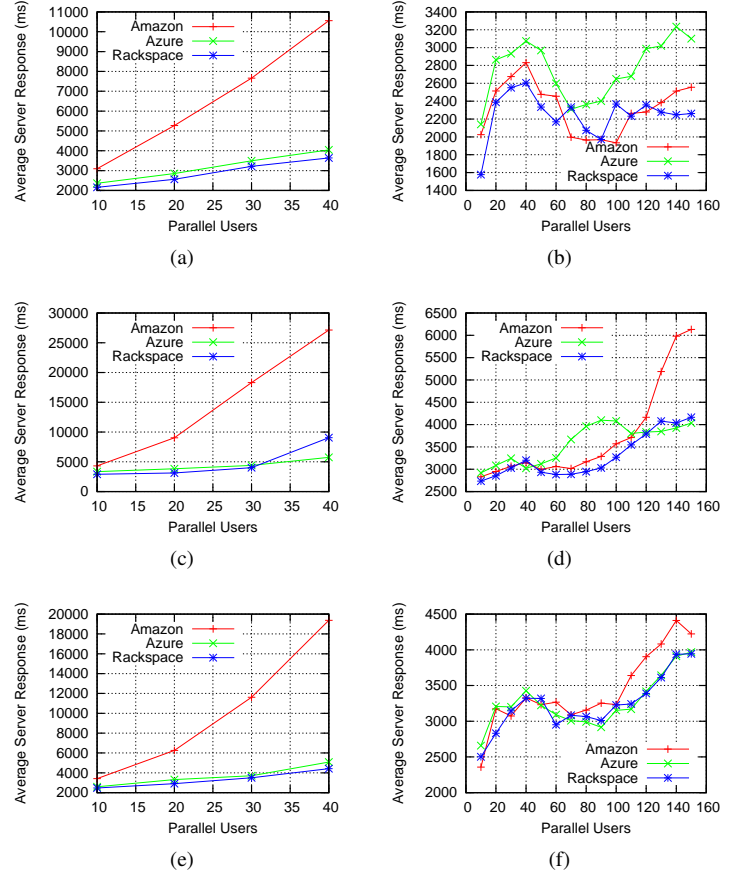 11000
10000
9000
8000
7000
6000
5000
4000
3000
2000
10 15 20 25 30 35 40
Average Server Response (ms)
Parallel Users
Amazon
Azure
Rackspace
(a)
3400
3200
3000
2800
2600
2400
2200
2000
1800
1600
1400
0 20 40 60 80 100 120 140 160
Average Server Response (ms)
Parallel Users
Amazon
Azure
Rackspace
(b)
30000
25000
20000
15000
10000
5000
0
10 15 20 25 30 35 40
Average Server Response (ms)
Parallel Users
Amazon
Azure
Rackspace
(c)
6500
6000
5500
5000
4500
4000
3500
3000
2500
0 20 40 60 80 100 120 140 160
Average Server Response (ms)
Parallel Users
Amazon
Azure
Rackspace
(d)
20000
18000
16000
14000
12000
10000
8000
6000
4000
2000
10 15 20 25 30 35 40
Average Server Response (ms)
Parallel Users
Amazon
Azure
Rackspace
(e)
4500
4000
3500
3000
2500
2000
0 20 40 60 80 100 120 140 160
Average Server Response (ms)
Parallel Users
Amazon
Azure
Rackspace
(f)